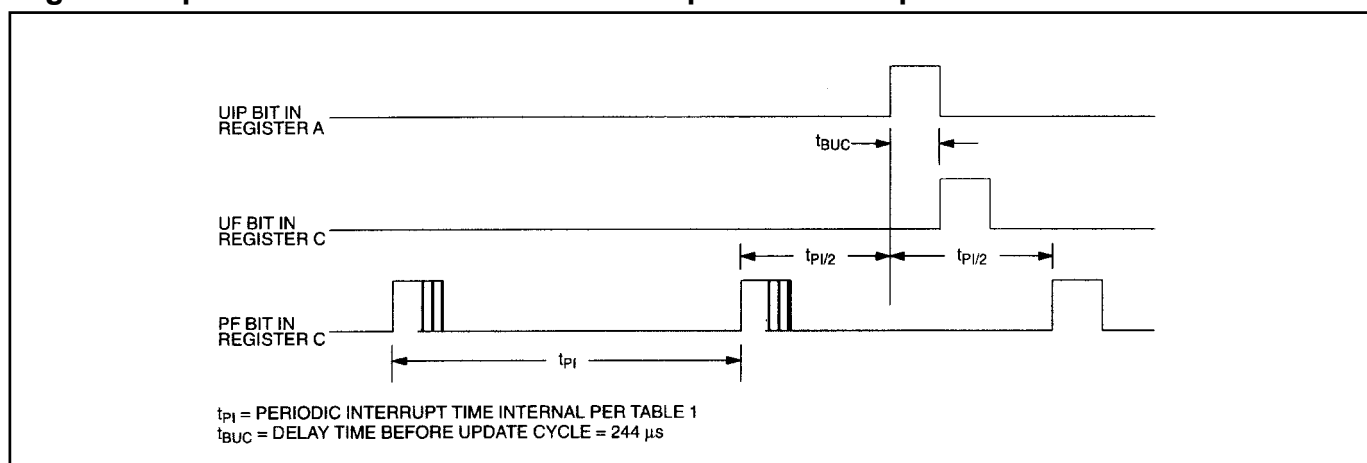 UIP BIT IN
REGISTER A
tBUC
UF BIT IN
REGISTER C
tPI/2
tPI/2
PF BIT IN
REGISTER C
tPI
tPI = PERIODIC INTERRUPT TIME INTERNAL PER TABLE 1
tBUC = DELAY TIME BEFORE UPDATE CYCLE = 244 μs